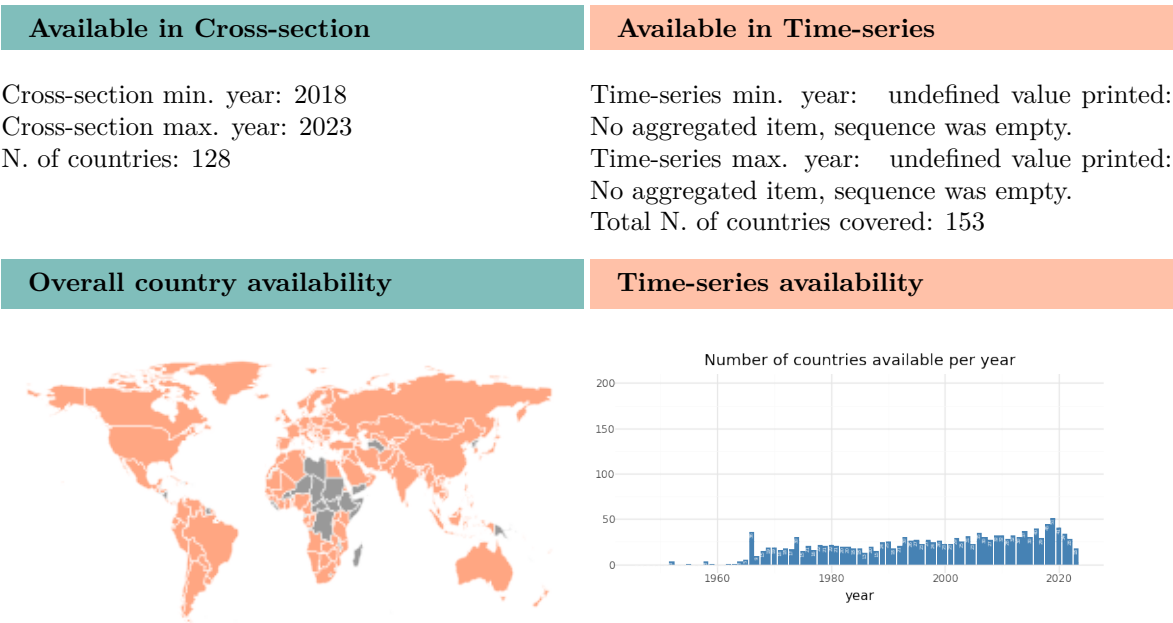 Available in Cross-section
Available in Time-series
Cross-section min. year: 2018
Cross-section max. year: 2023
N. of countries: 128
Time-series min. year: undefined value printed:
No aggregated item, sequence was empty.
Time-series max. year: undefined value printed:
No aggregated item, sequence was empty.
Total N. of countries covered: 153
Overall country availability
Time-series availability
Number of countries available per year
200
150
100
50
0
1960
1980
2000
2020
year